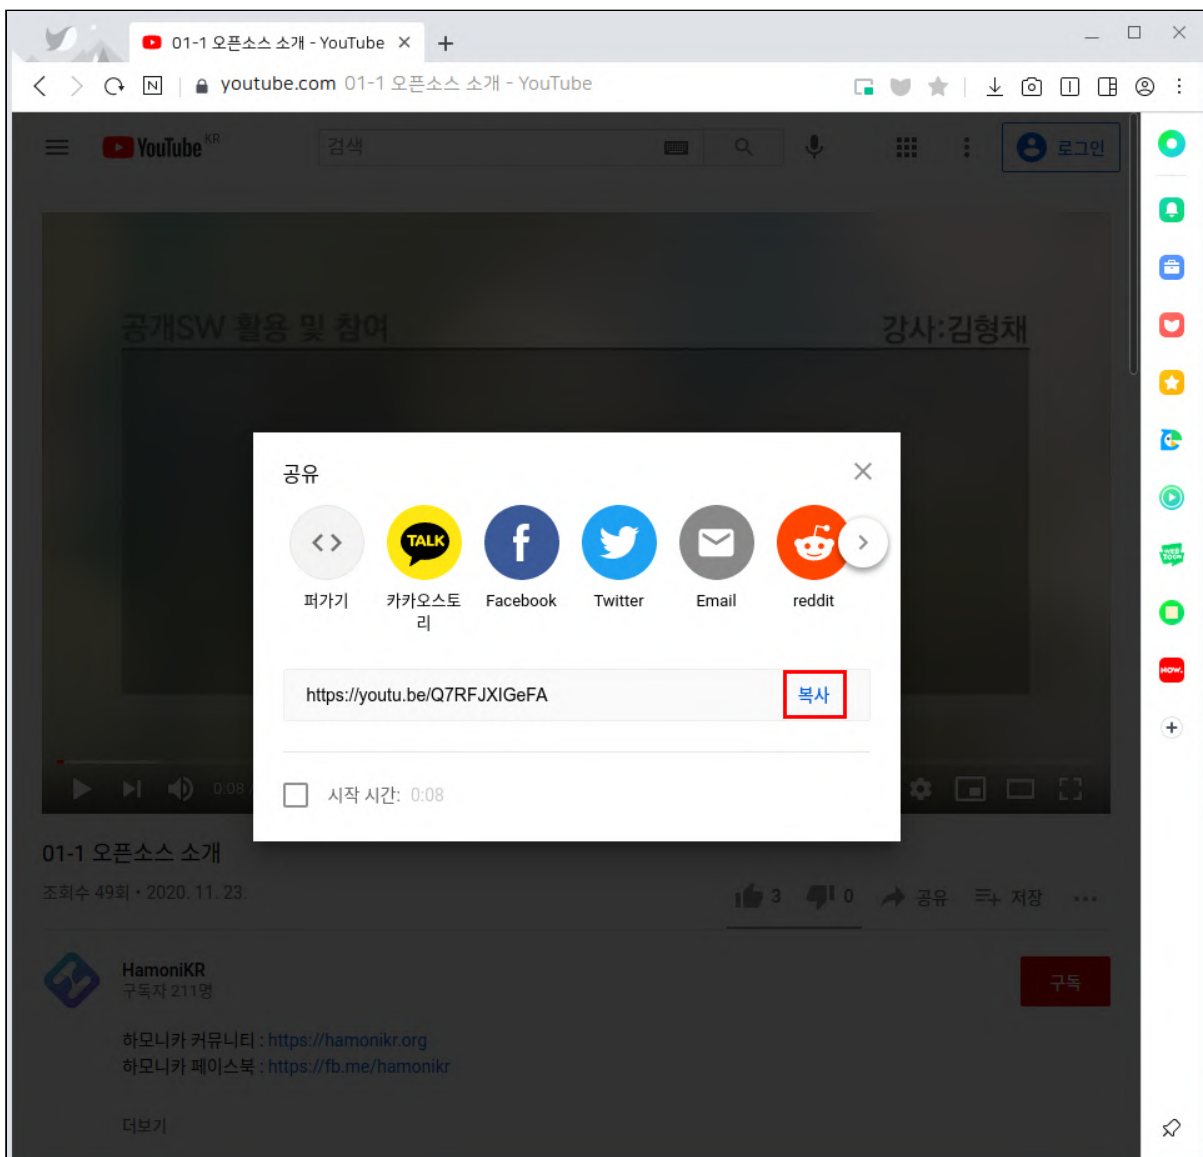 01-1 오픈소스 소개 - YouTube
N youtube.com 01-1 오픈소스 소개 - YouTube
YouTube KR 검색 로그인
공개SW 활용 및 참여 강사:김형채
공유
TALK
퍼가기 카카오스토리 Facebook Twitter Email reddit
https://youtu.be/Q7RFJXIGeFA 복사
시작 시간: 0:08
0:08
01-1 오픈소스 소개
조회수 49회 • 2020. 11. 23.
3 0 공유 저장
HamoniKR
구독자 211명
구독
하모니카 커뮤니티 : https://hamonikr.org
하모니카 페이스북 : https://fb.me/hamonikr
더보기
WEBTOON
NOW.